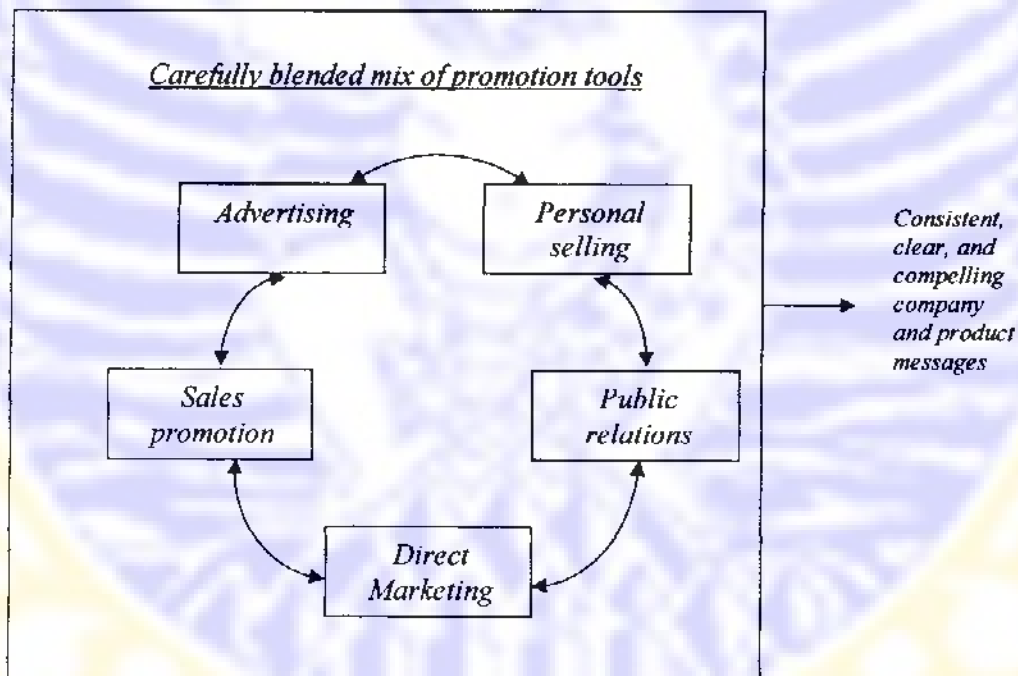 Carefully blended mix of promotion tools
Advertising
Personal
selling
Consistent,
clear, and
compelling
company
and product
messages
Sales
promotion
Public
relations
Direct
Marketing